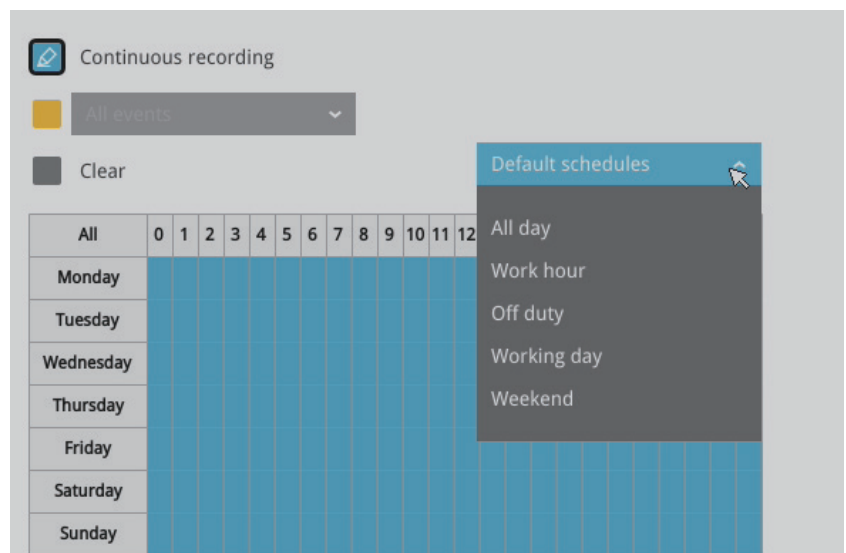 Continuous recording
All events
Clear
Default schedules
All day
Work hour
Off duty
Working day
Weekend
All 0 1 2 3 4 5 6 7 8 9 10 11 12
Monday
Tuesday
Wednesday
Thursday
Friday
Saturday
Sunday